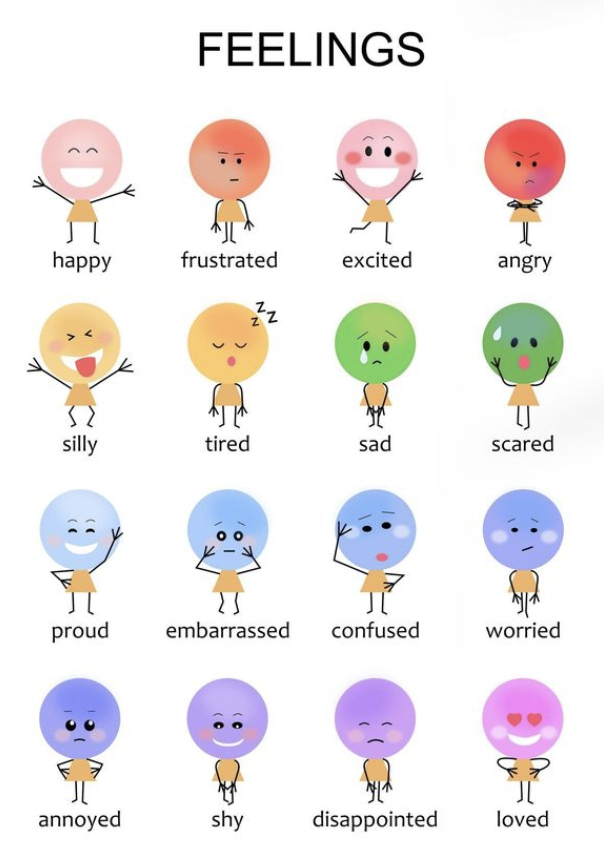 FEELINGS
happy frustrated excited angry
z z z
silly tired sad scared
proud embarrassed confused worried
annoyed shy disappointed loved